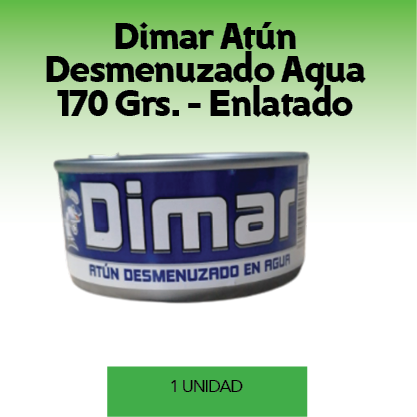 Dimar Atún
Desmenuzado Agua
170 Grs. - Enlatado
Dimar
ATÚN DESMENUZADO EN AGUA
1 UNIDAD